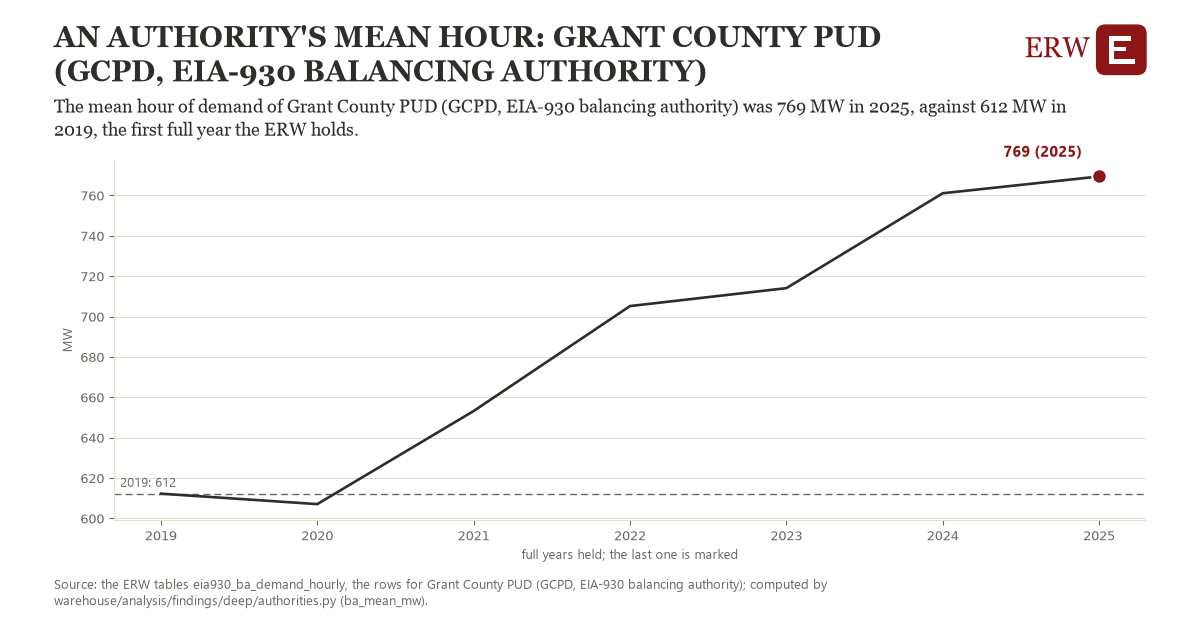 AN AUTHORITY'S MEAN HOUR: GRANT COUNTY PUD
(GCPD, EIA-930 BALANCING AUTHORITY)
ERW E
The mean hour of demand of Grant County PUD (GCPD, EIA-930 balancing authority) was 769 MW in 2025, against 612 MW in
2019, the first full year the ERW holds.
769 (2025)
760
740
720
700
680
660
640
620
600
MW
2019: 612
2019 2020 2021 2022 2023 2024 2025
full years held; the last one is marked
Source: the ERW tables eia930_ba_demand_hourly, the rows for Grant County PUD (GCPD, EIA-930 balancing authority); computed by
warehouse/analysis/findings/deep/authorities.py (ba_mean_mw).